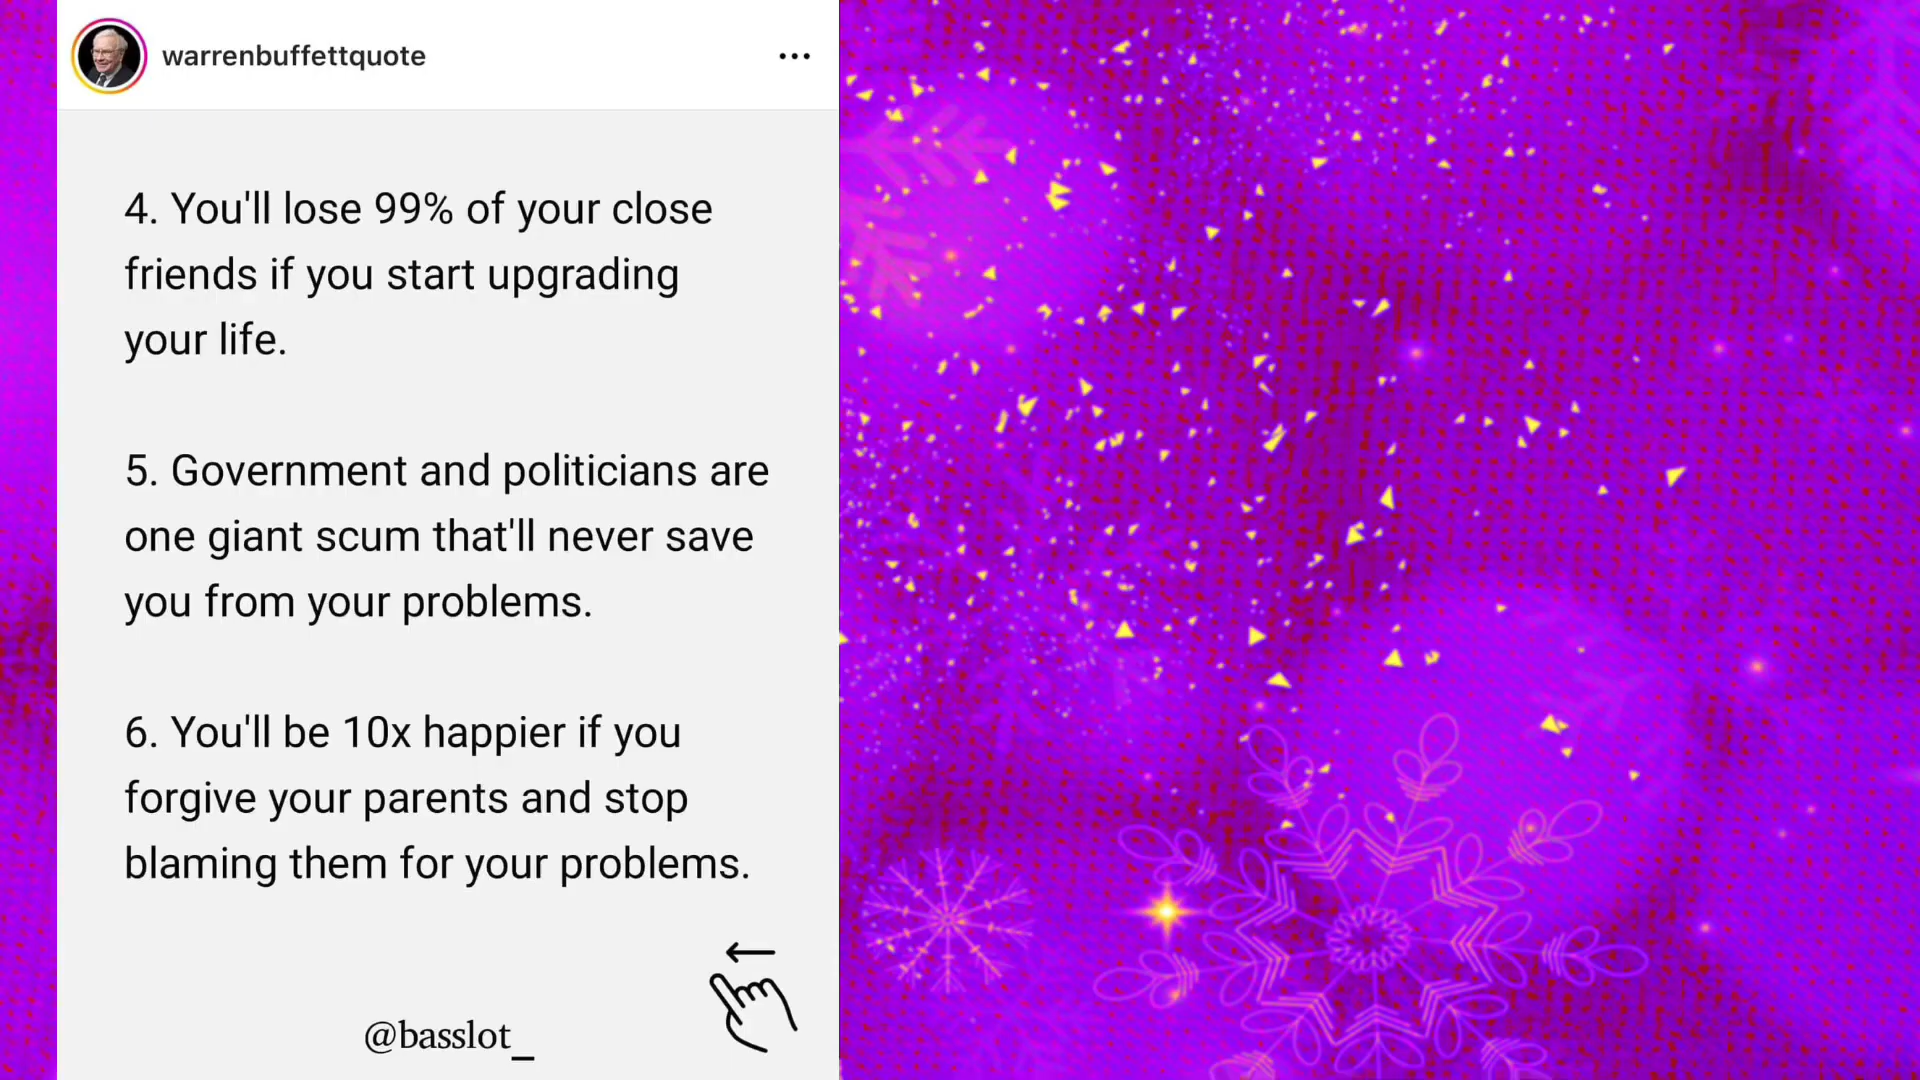 warrenbuffettquote
4. You'll lose 99% of your close
friends if you start upgrading
your life.
5. Government and politicians are
one giant scum that'll never save
you from your problems.
6. You'll be 10x happier if you
forgive your parents and stop
blaming them for your problems.
@basslot_